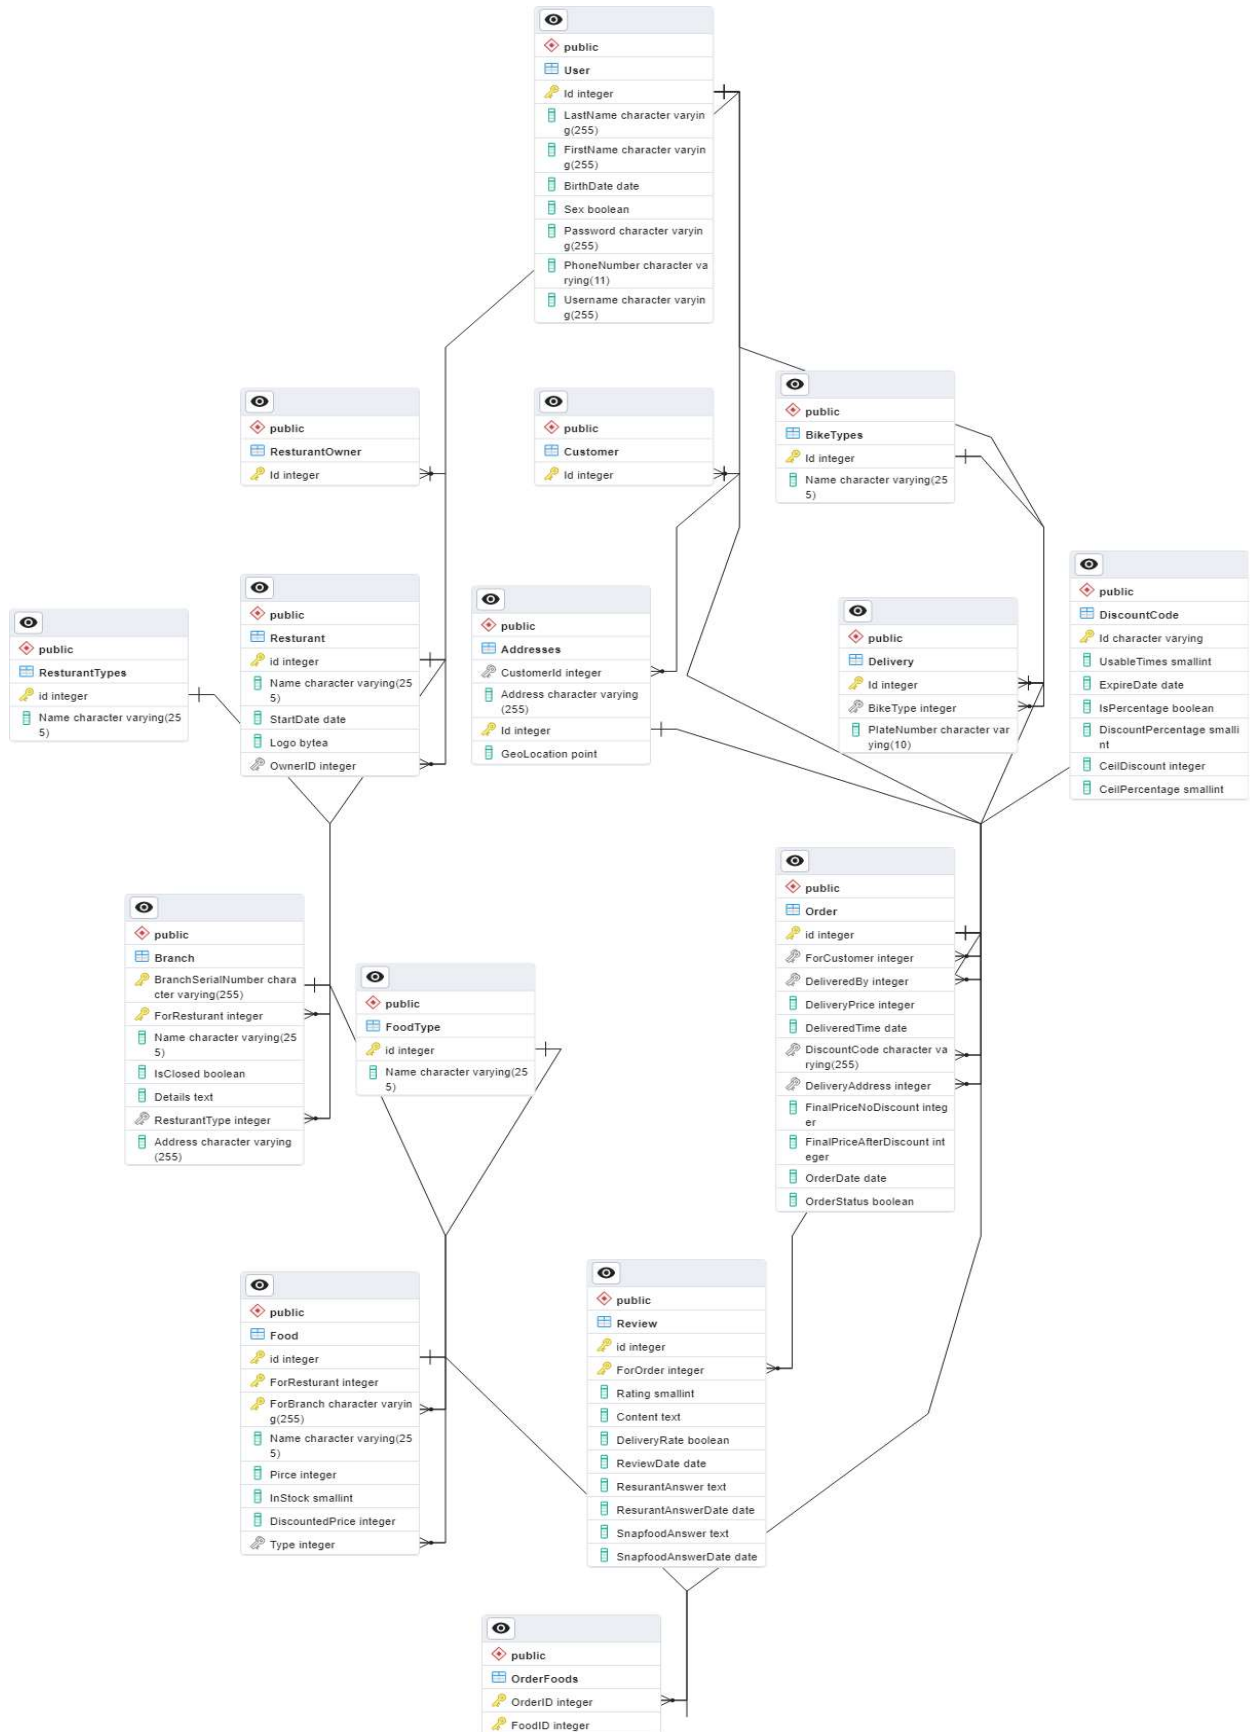 public
User
Id integer
LastName character varyin
g(255)
FirstName character varyin
g(255)
BirthDate date
Sex boolean
Password character varyin
g(255)
PhoneNumber character va
rying(11)
Username character varyin
g(255)
public
ResturantOwner
Id integer
public
Customer
Id integer
public
BikeTypes
Id integer
Name character varying(25
5)
public
ResturantTypes
id integer
Name character varying(25
5)
public
Resturant
id integer
Name character varying(25
5)
StartDate date
Logo bytea
OwnerID integer
public
Addresses
CustomerId integer
Address character varying
(255)
Id integer
GeoLocation point
public
Delivery
Id integer
BikeType integer
PlateNumber character var
ying(10)
public
DiscountCode
Id character varying
UsableTimes smallint
ExpireDate date
IsPercentage boolean
DiscountPercentage smalli
nt
CeilDiscount integer
CeilPercentage smallint
public
Branch
BranchSerialNumber chara
cter varying(255)
ForResturant integer
Name character varying(25
5)
IsClosed boolean
Details text
ResturantType integer
Address character varying
(255)
public
FoodType
id integer
Name character varying(25
5)
public
Order
id integer
ForCustomer integer
DeliveredBy integer
DeliveryPrice integer
DeliveredTime date
DiscountCode character va
rying(255)
DeliveryAddress integer
FinalPriceNoDiscount integ
er
FinalPriceAfterDiscount int
eger
OrderDate date
OrderStatus boolean
public
Food
id integer
ForResturant integer
ForBranch character varyin
g(255)
Name character varying(25
5)
Pirce integer
InStock smallint
DiscountedPrice integer
Type integer
public
Review
id integer
ForOrder integer
Rating smallint
Content text
DeliveryRate boolean
ReviewDate date
ResurantAnswer text
ResurantAnswerDate date
SnapfoodAnswer text
SnapfoodAnswerDate date
public
OrderFoods
OrderID integer
FoodID integer